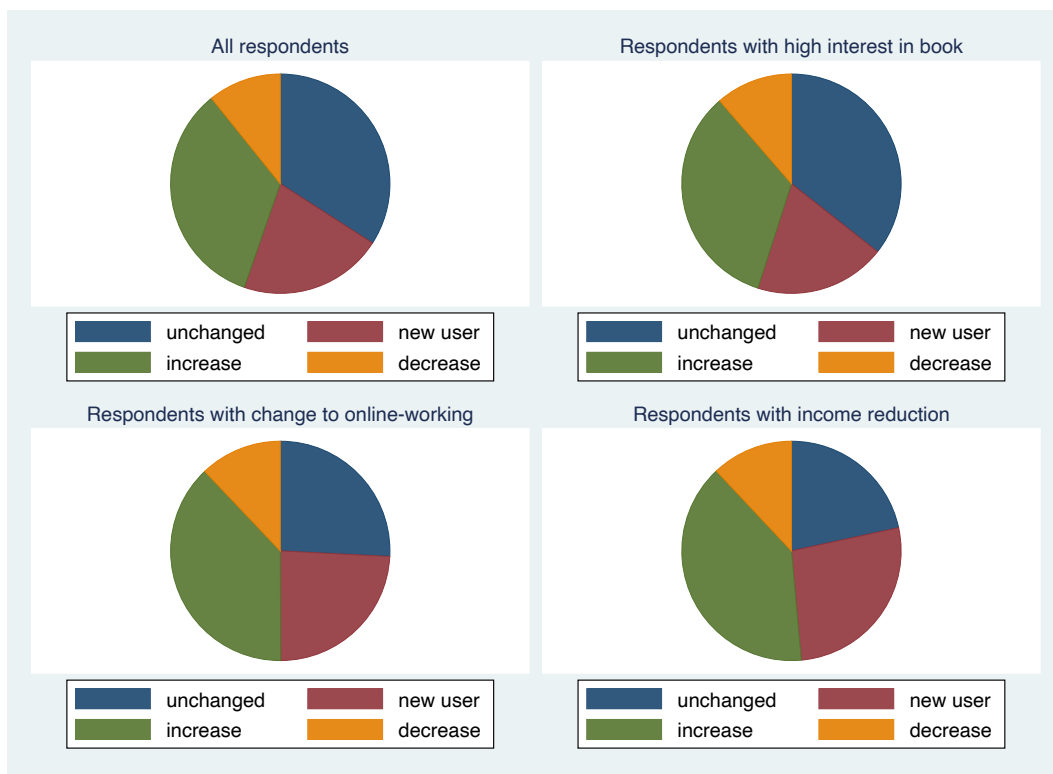 All respondents
unchanged new user
increase decrease
Respondents with high interest in book
unchanged new user
increase decrease
Respondents with change to online-working
unchanged new user
increase decrease
Respondents with income reduction
unchanged new user
increase decrease